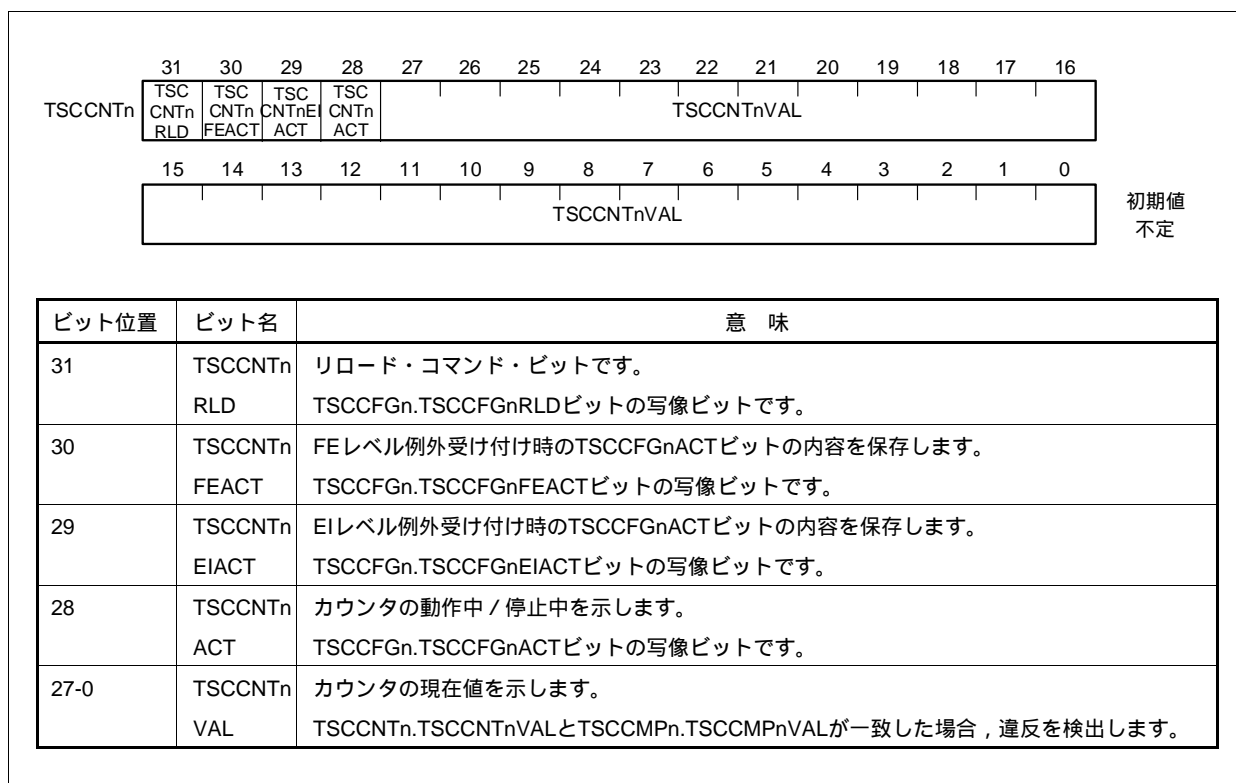 31 30 29 28 27 26 25 24 23 22 21 20 19 18 17 16
TSCCNTn TSC CNTn RLD TSC CNTn FEACT TSC CNTnEI ACT TSC CNTn ACT TSCCNTnVAL
15 14 13 12 11 10 9 8 7 6 5 4 3 2 1 0
TSCCNTnVAL 初期値
不定
ビット位置 ビット名 意 味
31 TSCCNTn リロード・コマンド・ビットです。
RLD TSCCFGn.TSCCFGnRLDビットの写像ビットです。
30 TSCCNTn FEレベル例外受け付け時のTSCCFGnACTビットの内容を保存します。
FEACT TSCCFGn.TSCCFGnFEACTビットの写像ビットです。
29 TSCCNTn EIレベル例外受け付け時のTSCCFGnACTビットの内容を保存します。
EIACT TSCCFGn.TSCCFGnEIACTビットの写像ビットです。
28 TSCCNTn カウンタの動作中/停止中を示します。
ACT TSCCFGn.TSCCFGnACTビットの写像ビットです。
27-0 TSCCNTn カウンタの現在値を示します。
VAL TSCCNTn.TSCCNTnVALとTSCCMPn.TSCCMPnVALが一致した場合,違反を検出します。